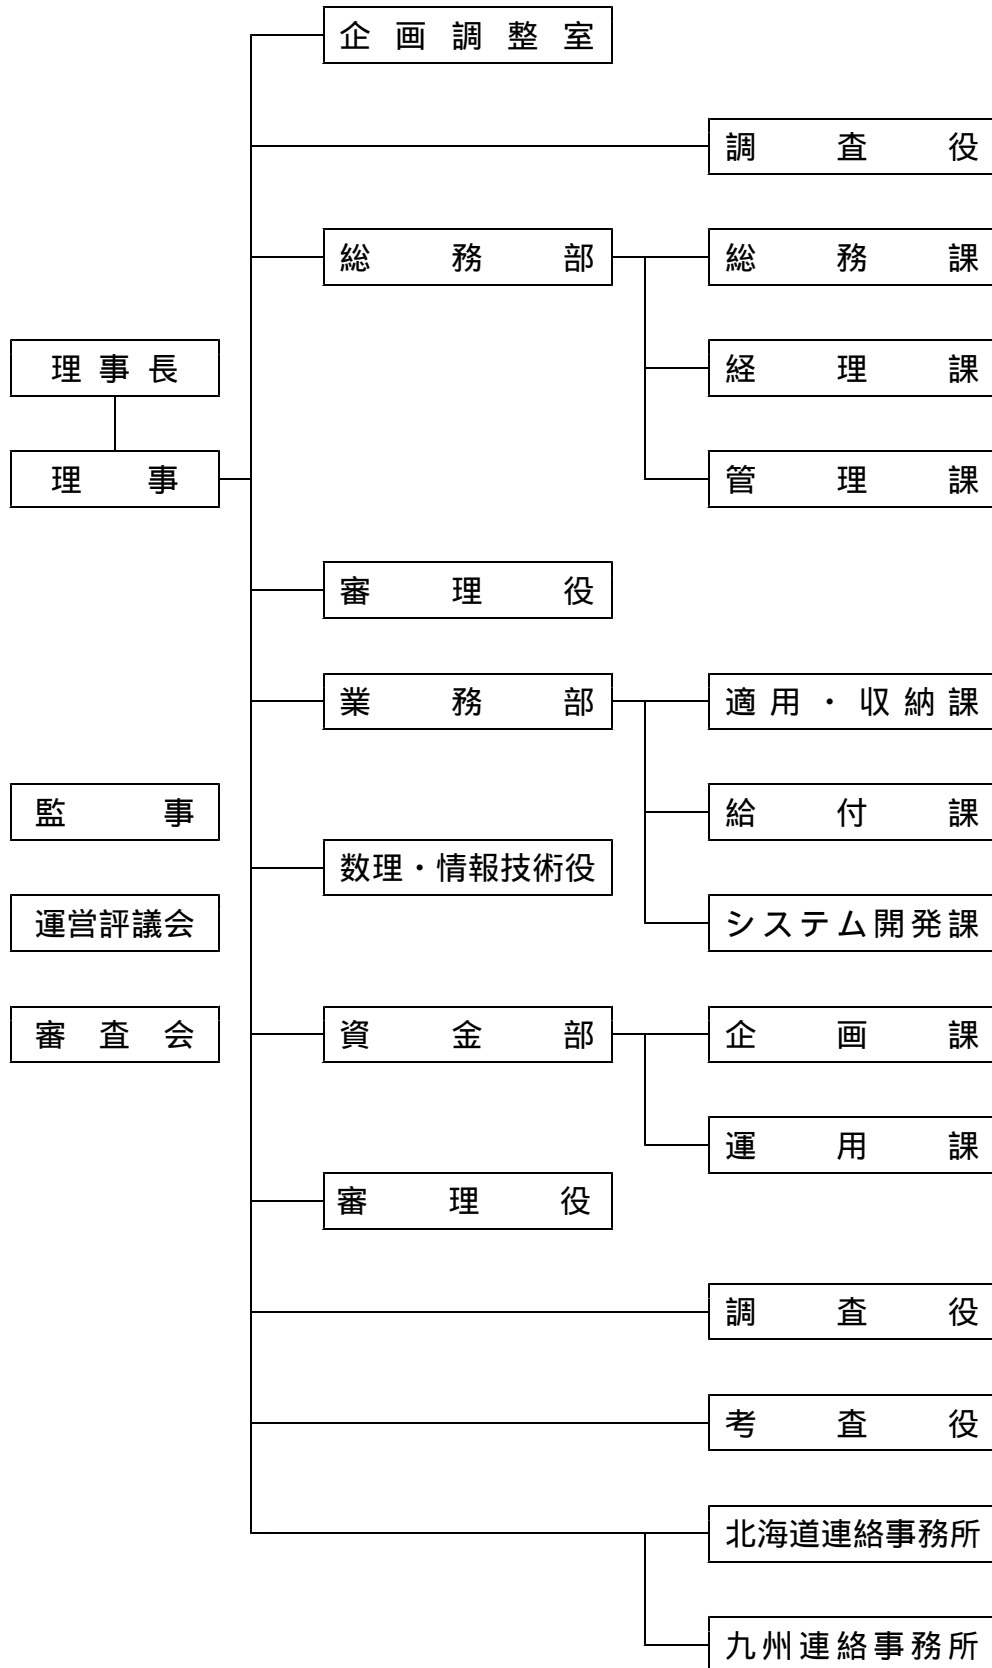 企画調整室
調査役
総務部
総務課
理事長
経理課
理事
管理課
審理役
業務部
適用・収納課
監事
給付課
数理・情報技術役
運営評議会
システム開発課
審査会
資金部
企画課
運用課
審理役
調査役
考査役
北海道連絡事務所
九州連絡事務所